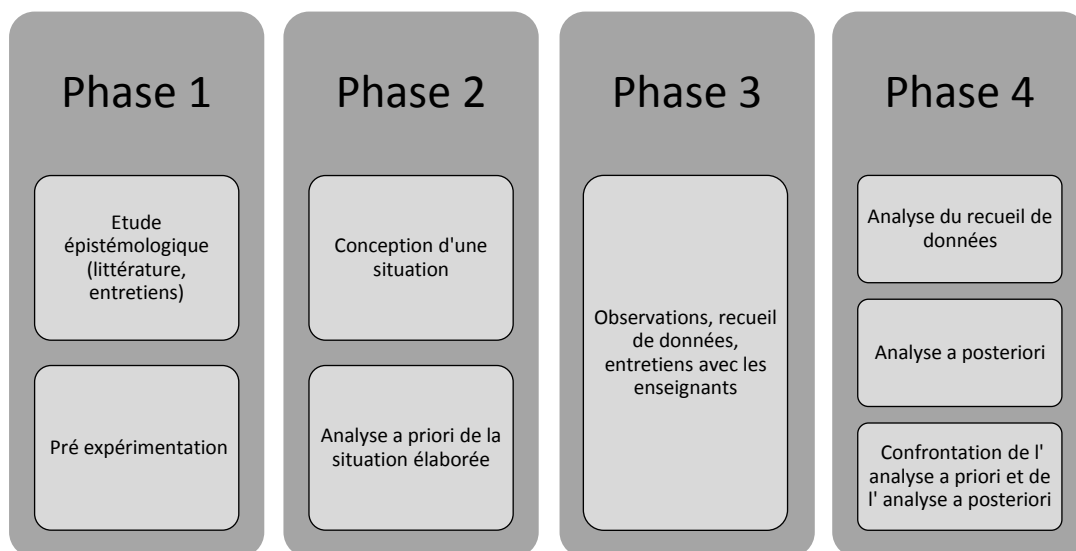 Phase 1
Etude
épistémologique
(littérature,
entretiens)
Pré expérimentation
Phase 2
Conception d'une
situation
Analyse a priori de la
situation élaborée
Phase 3
Observations, recueil
de données,
entretiens avec les
enseignants
Phase 4
Analyse du recueil de
données
Analyse a posteriori
Confrontation de l'
analyse a priori et de
l' analyse a posteriori